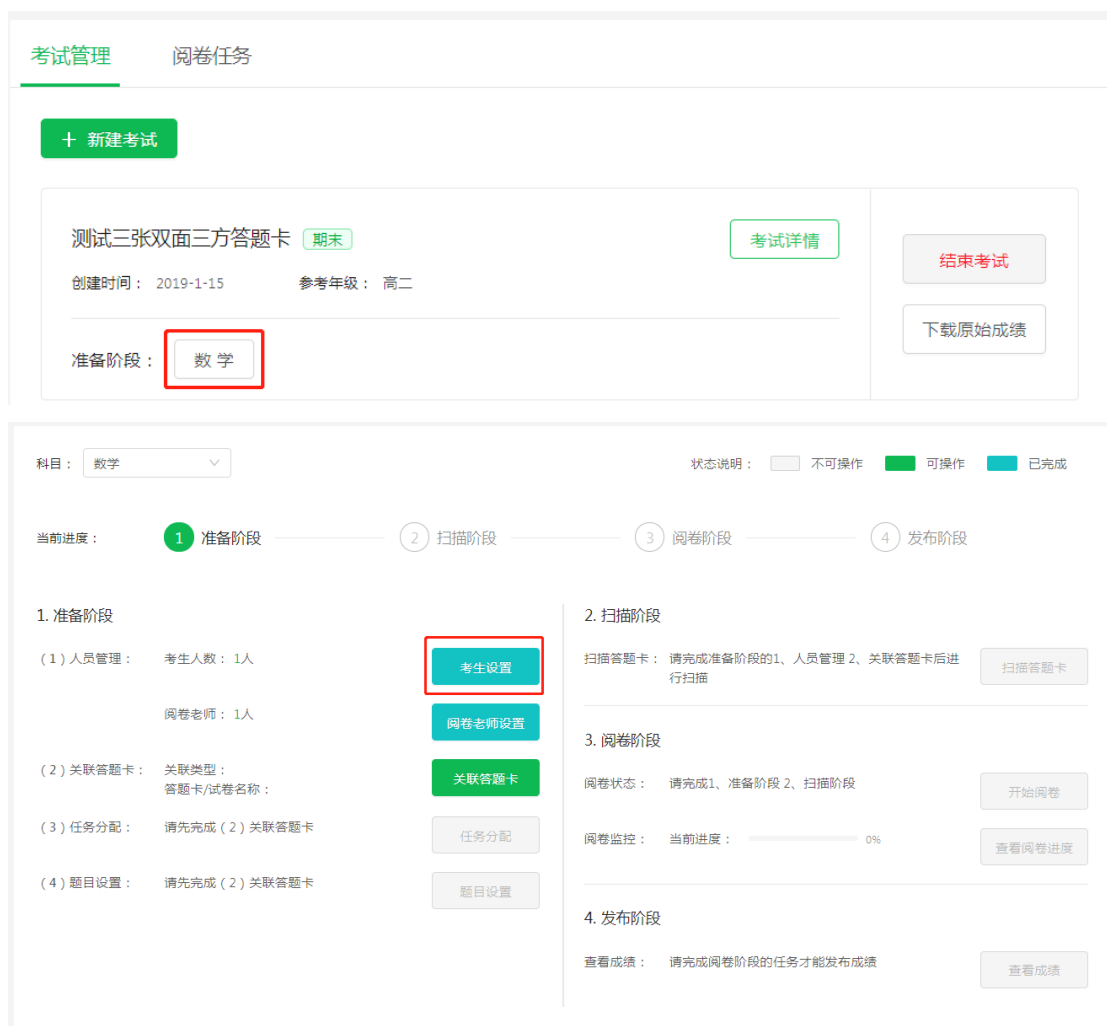 考试管理 阅卷任务
+ 新建考试
测试三张双面三方答题卡 期末 考试详情
结束考试
创建时间： 2019-1-15 参考年级： 高二
下载原始成绩
准备阶段： 数学
科目： 数学 状态说明： 不可操作 可操作 已完成
当前进度： 1 准备阶段 2 扫描阶段 3 阅卷阶段 4 发布阶段
1. 准备阶段
（1）人员管理： 考生人数：1人 考生设置
阅卷老师：1人 阅卷老师设置
（2）关联答题卡： 关联类型： 关联答题卡
答题卡/试卷名称：
（3）任务分配： 请先完成（2）关联答题卡 任务分配
（4）题目设置： 请先完成（2）关联答题卡 题目设置
2. 扫描阶段
扫描答题卡： 请完成准备阶段的1、人员管理 2、关联答题卡后进 扫描答题卡
行扫描
3. 阅卷阶段
阅卷状态： 请完成1、准备阶段 2、扫描阶段 开始阅卷
阅卷监控： 当前进度： 0% 查看阅卷进度
4. 发布阶段
查看成绩： 请完成阅卷阶段的任务才能发布成绩 查看成绩